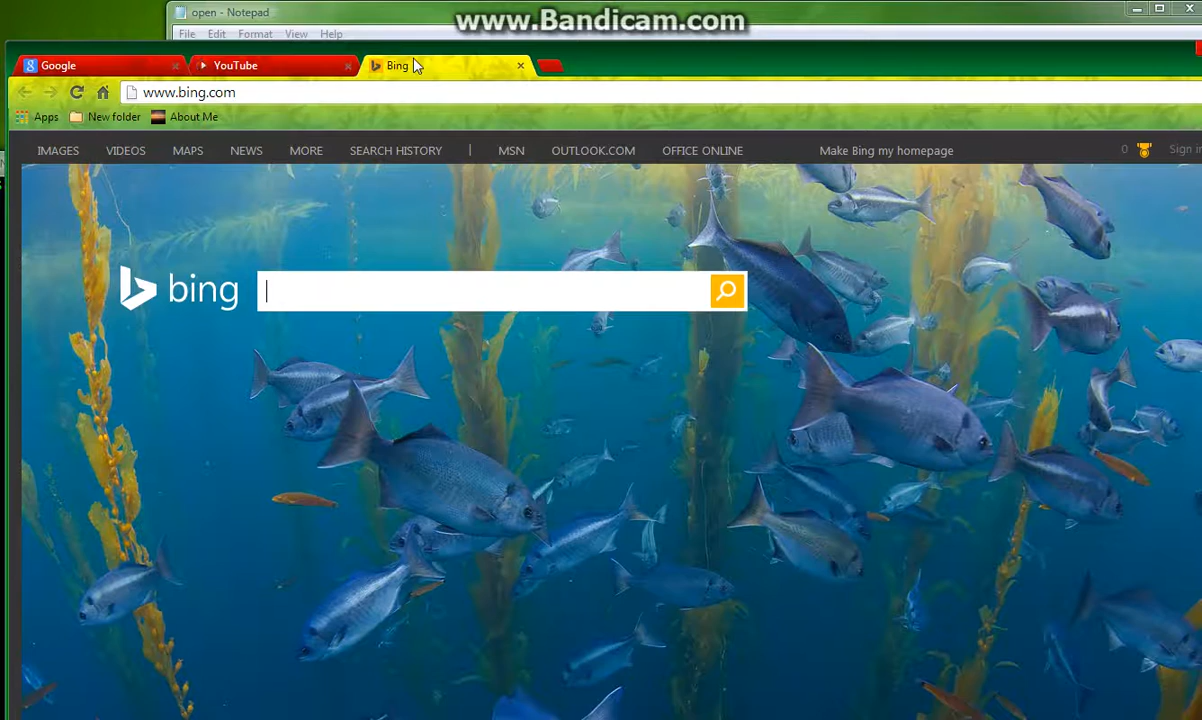 open - Notepad
www.Bandicam.com
File Edit Format View Help
Google YouTube Bing
www.bing.com
Apps New folder About Me
IMAGES VIDEOS MAPS NEWS MORE SEARCH HISTORY | MSN OUTLOOK.COM OFFICE ONLINE Make Bing my homepage 0 Sign in
bing